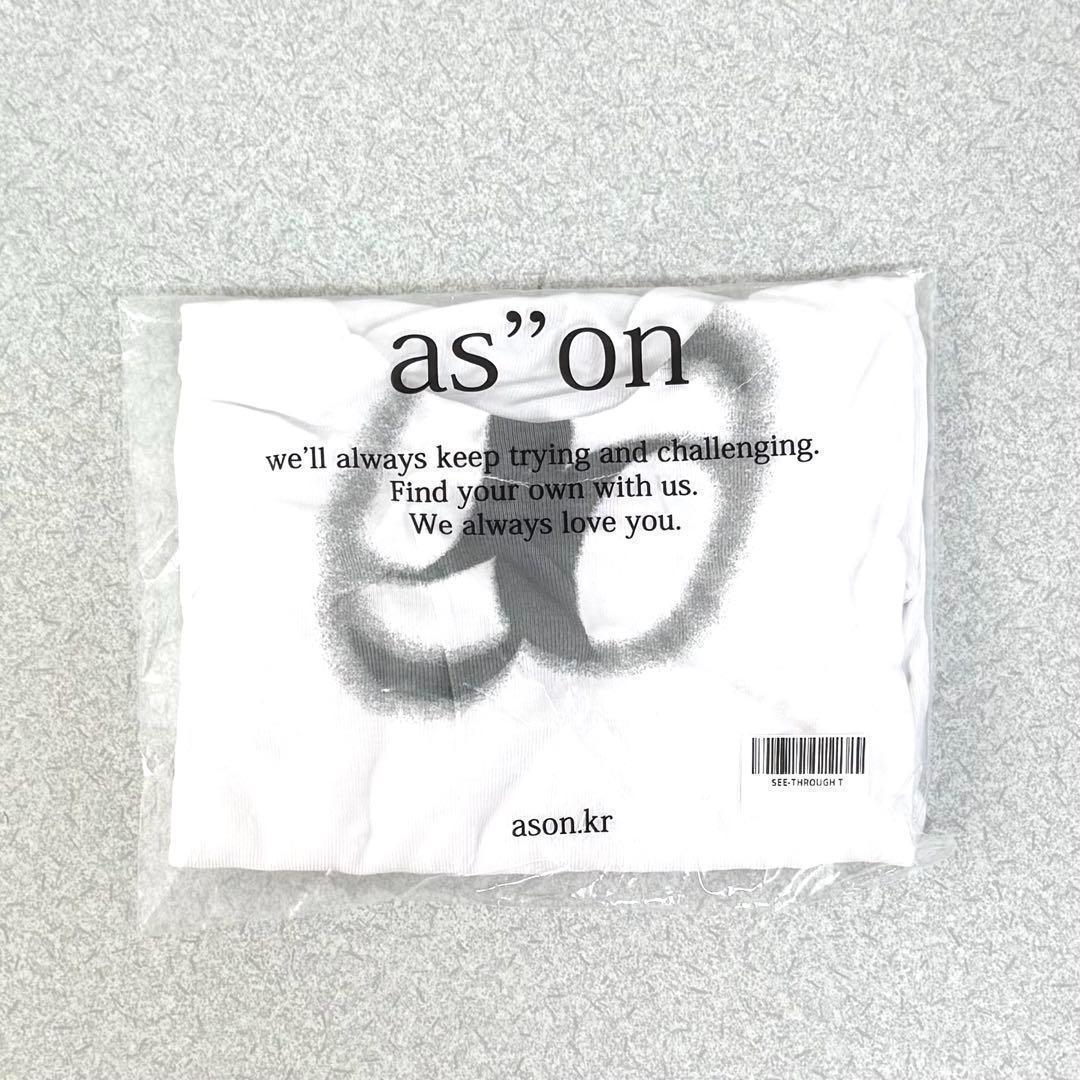 as”on
we’ll always keep trying and challenging.
Find your own with us.
We always love you.
SEE-THROUGH T
ason.kr